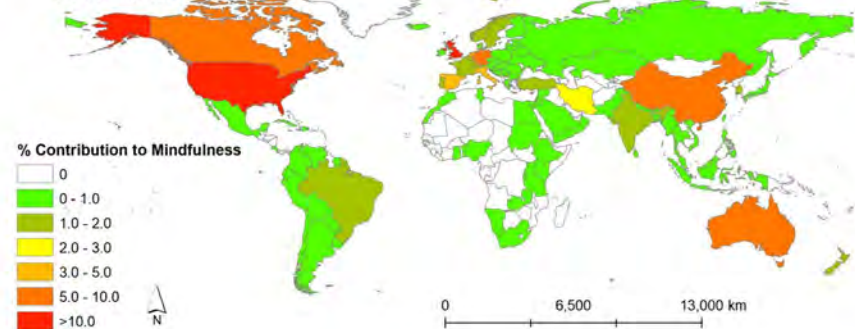 % Contribution to Mindfulness
0
0 - 1.0
1.0 - 2.0
2.0 - 3.0
3.0 - 5.0
5.0 - 10.0
>10.0
N
0 6,500 13,000 km